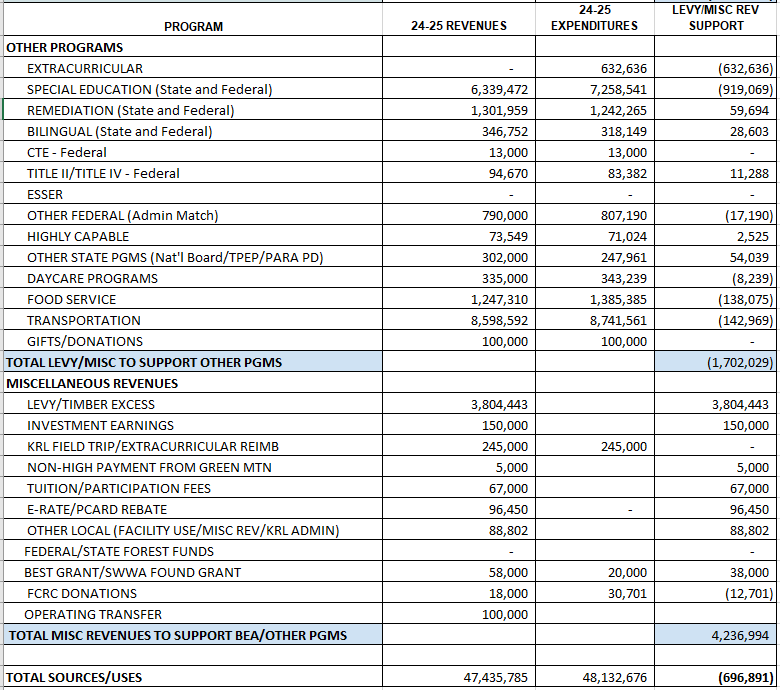 PROGRAM 24-25 REVENUES 24-25 EXPENDITURES LEVY/MISC REV SUPPORT
OTHER PROGRAMS
EXTRACURRICULAR - 632,636 (632,636)
SPECIAL EDUCATION (State and Federal) 6,339,472 7,258,541 (919,069)
REMEDIATION (State and Federal) 1,301,959 1,242,265 59,694
BILINGUAL (State and Federal) 346,752 318,149 28,603
CTE - Federal 13,000 13,000 -
TITLE II/TITLE IV - Federal 94,670 83,382 11,288
ESSER - - -
OTHER FEDERAL (Admin Match) 790,000 807,190 (17,190)
HIGHLY CAPABLE 73,549 71,024 2,525
OTHER STATE PGMS (Nat'l Board/TPEP/PARA PD) 302,000 247,961 54,039
DAYCARE PROGRAMS 335,000 343,239 (8,239)
FOOD SERVICE 1,247,310 1,385,385 (138,075)
TRANSPORTATION 8,598,592 8,741,561 (142,969)
GIFTS/DONATIONS 100,000 100,000 -
TOTAL LEVY/MISC TO SUPPORT OTHER PGMS (1,702,029)
MISCELLANEOUS REVENUES
LEVY/TIMBER EXCESS 3,804,443 3,804,443
INVESTMENT EARNINGS 150,000 150,000
KRL FIELD TRIP/EXTRACURRICULAR REIMB 245,000 245,000 -
NON-HIGH PAYMENT FROM GREEN MTN 5,000 5,000
TUITION/PARTICIPATION FEES 67,000 67,000
E-RATE/PCARD REBATE 96,450 - 96,450
OTHER LOCAL (FACILITY USE/MISC REV/KRL ADMIN) 88,802 88,802
FEDERAL/STATE FOREST FUNDS - -
BEST GRANT/SWWA FOUND GRANT 58,000 20,000 38,000
FCRC DONATIONS 18,000 30,701 (12,701)
OPERATING TRANSFER 100,000
TOTAL MISC REVENUES TO SUPPORT BEA/OTHER PGMS 4,236,994
TOTAL SOURCES/USES 47,435,785 48,132,676 (696,891)